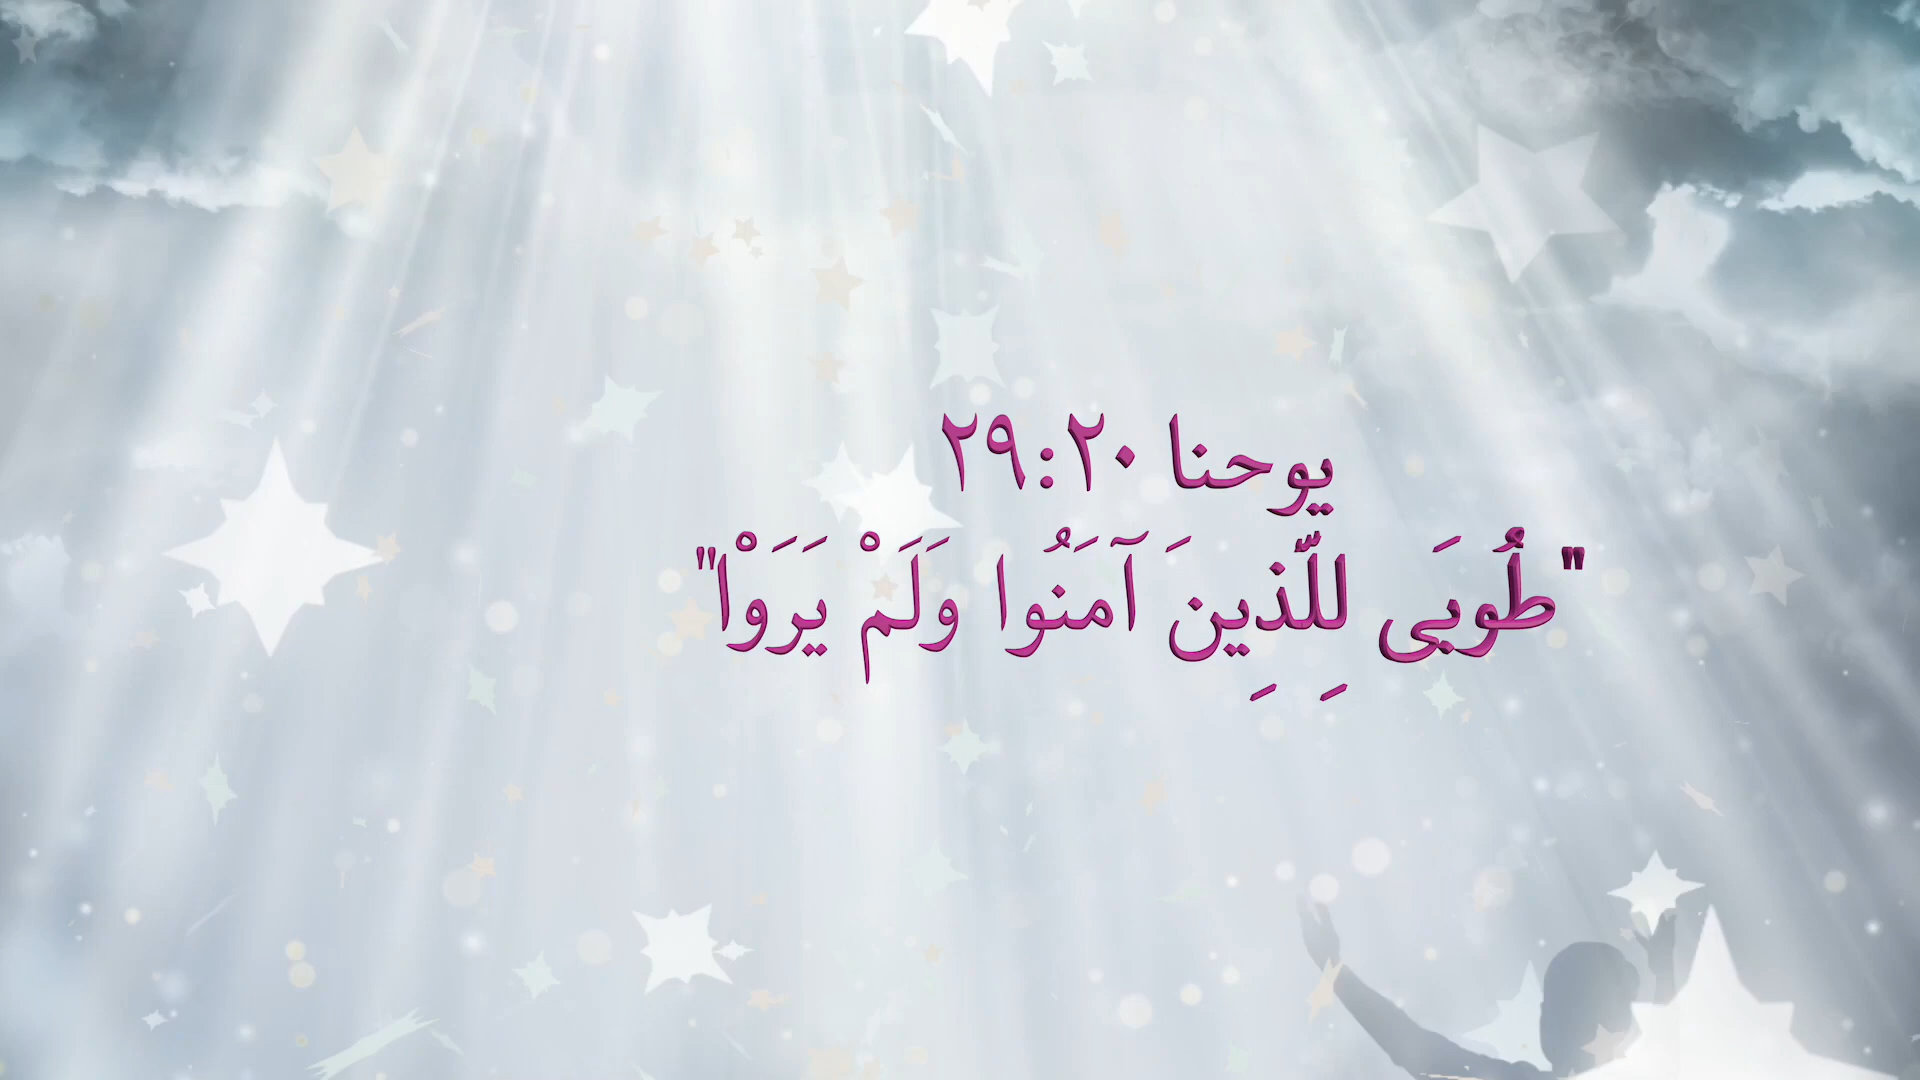 يوحنا ٢٩:٢٠
"طُوبَى لِلَّذِينَ آمَنُوا وَلَمْ يَرَوْا"